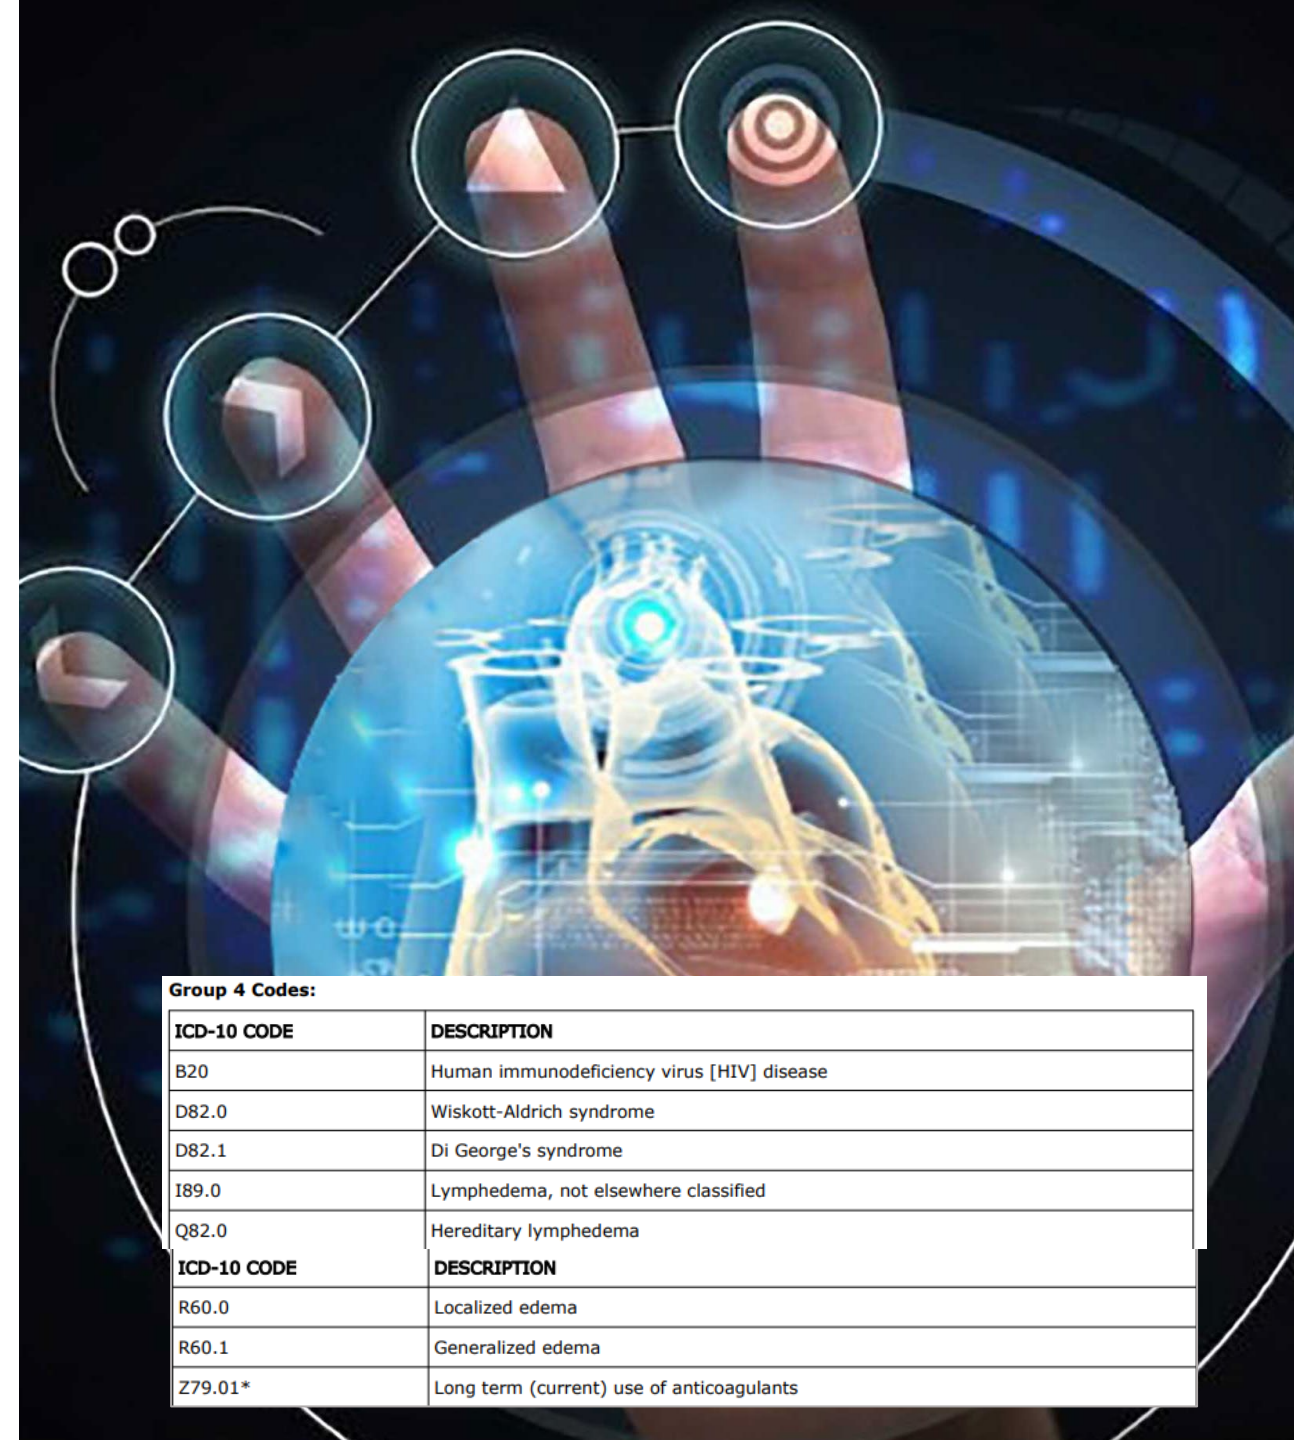 Group 4 Codes:
ICD-10 CODE DESCRIPTION
B20 Human immunodeficiency virus [HIV] disease
D82.0 Wiskott-Aldrich syndrome
D82.1 Di George's syndrome
I89.0 Lymphedema, not elsewhere classified
Q82.0 Hereditary lymphedema
ICD-10 CODE DESCRIPTION
R60.0 Localized edema
R60.1 Generalized edema
Z79.01* Long term (current) use of anticoagulants